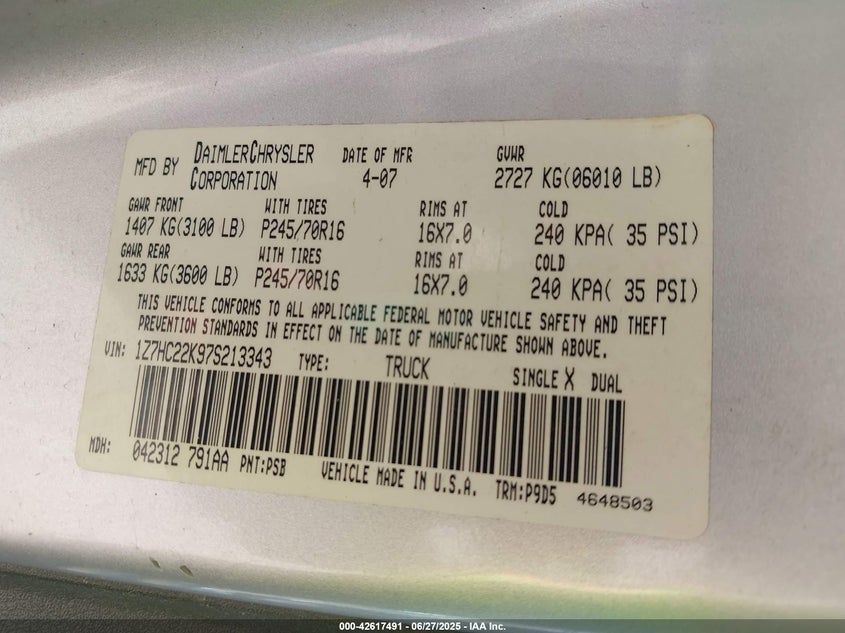 MFD BY DAIMLERCHRYSLER CORPORATION DATE OF MFR 4-07 GVWR 2727 KG(06010 LB)
GAWR FRONT WITH TIRES RIMS AT COLD
1407 KG(3100 LB) P245/70R16 16X7.0 240 KPA( 35 PSI)
GAWR REAR WITH TIRES RIMS AT COLD
1633 KG(3600 LB) P245/70R16 16X7.0 240 KPA( 35 PSI)
THIS VEHICLE CONFORMS TO ALL APPLICABLE FEDERAL MOTOR VEHICLE SAFETY AND THEFT
PREVENTION STANDARDS IN EFFECT ON THE DATE OF MANUFACTURE SHOWN ABOVE.
VIN: 1Z7HC22K97S213343 TYPE: TRUCK SINGLE X DUAL
MDH: 042312 791AA PNT:PSB VEHICLE MADE IN U.S.A. TRM:P9D5 4648503
000-42617491 - 06/27/2025 - IAA Inc.